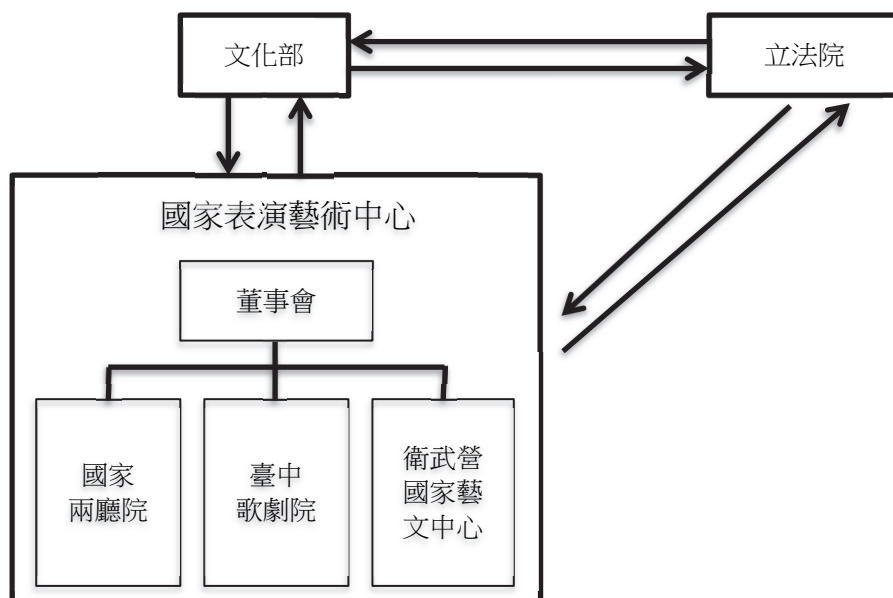 文化部
立法院
國家表演藝術中心
董事會
國家
兩廳院
臺中
歌劇院
衛武營
國家藝
文中心